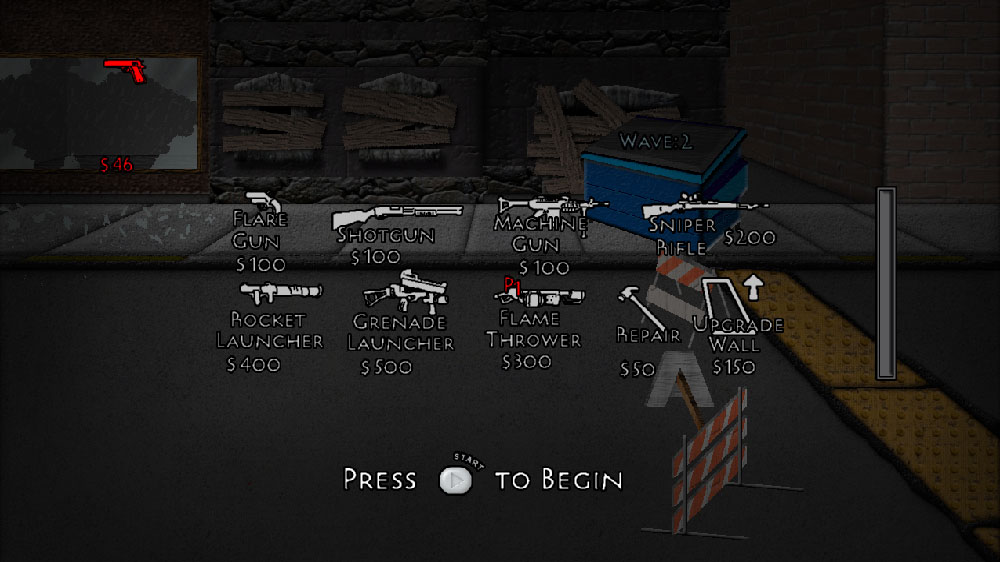 WAVE:2
$46
FLARE
GUN
$100
SHOTGUN
$100
MACHINE
GUN
$100
SNIPER
RIFLE
$200
ROCKET
LAUNCHER
$400
GRENADE
LAUNCHER
$500
P1
FLAME
THROWER
$300
REPAIR
$50
UPGRADE
WALL
$150
START
PRESS TO BEGIN